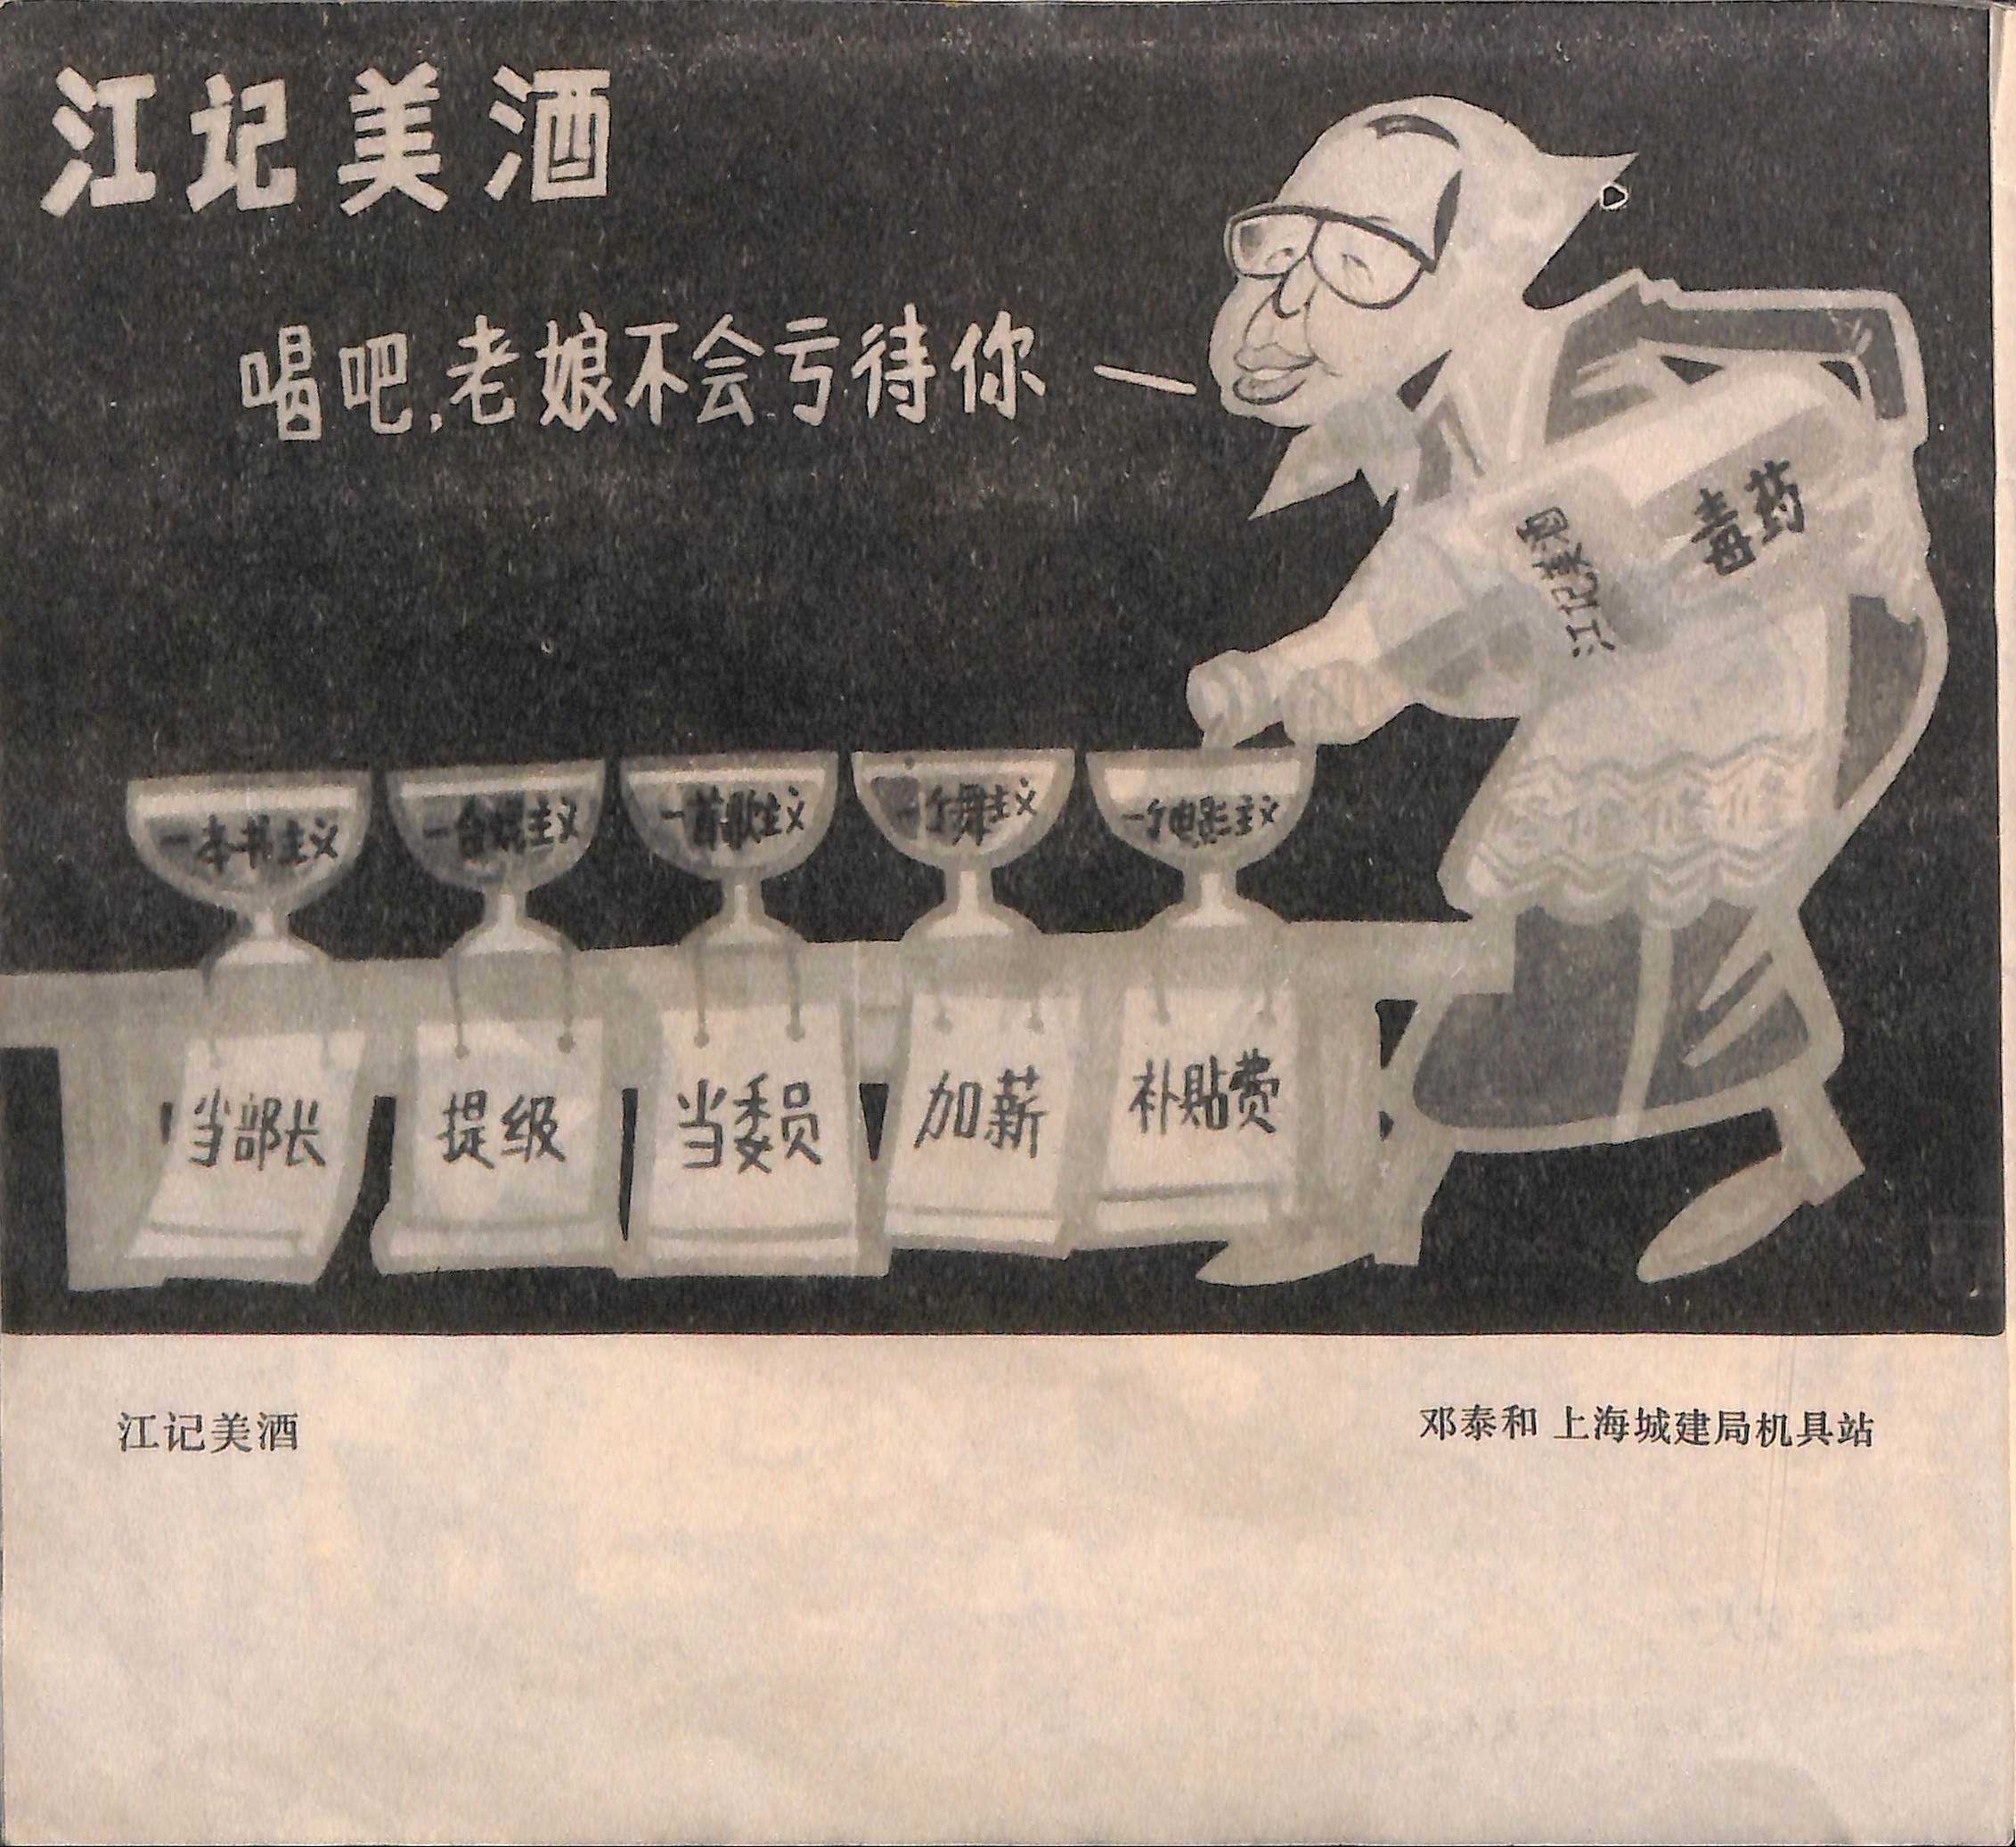 江记美酒
喝吧,老娘不会亏待你
毒药
江记美酒
一本书主义
一台戏主义
一首歌主义
一个舞主义
一个电影主义
当部长
提级
当委员
加薪
补贴费
江记美酒
邓泰和 上海城建局机具站